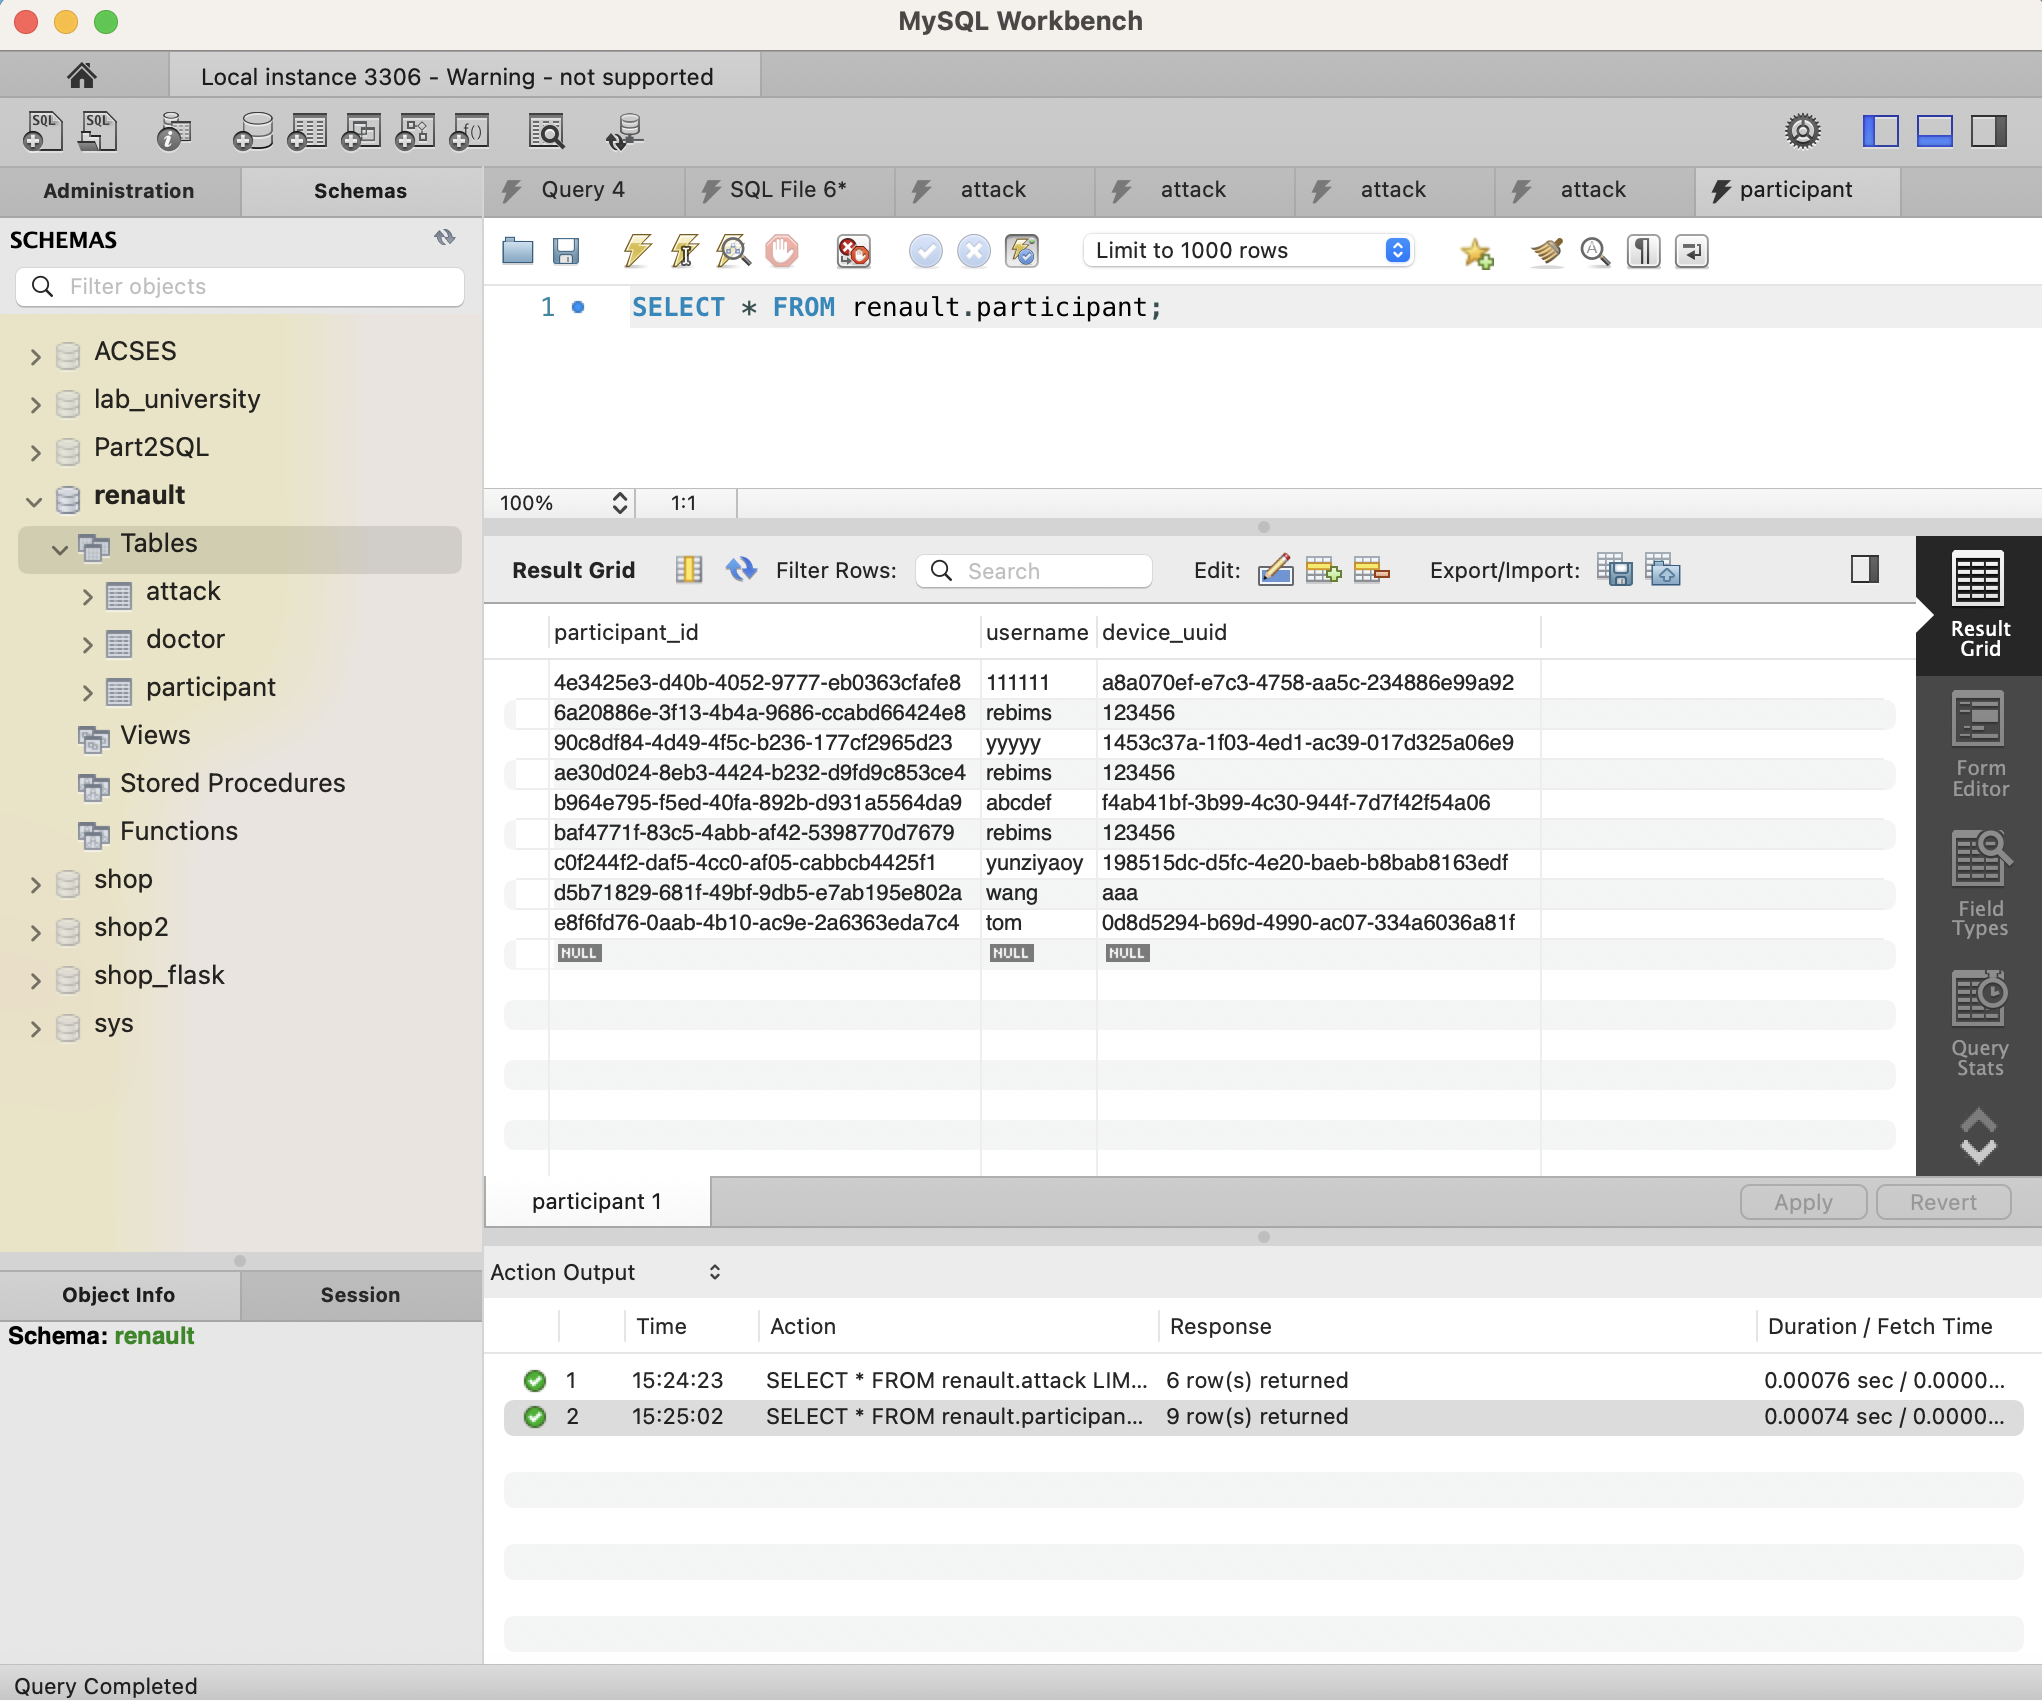 MySQL Workbench
Local instance 3306 - Warning - not supported
Administration
Schemas
Query 4
SQL File 6*
attack
attack
attack
attack
participant
SCHEMAS
Filter objects
ACSES
lab_university
Part2SQL
renault
Tables
attack
doctor
participant
Views
Stored Procedures
Functions
shop
shop2
shop_flask
sys
Object Info
Session
Schema: renault
Limit to 1000 rows
1 SELECT * FROM renault.participant;
100% 1:1
Result Grid Filter Rows: Search Edit: Export/Import:
participant_id username device_uuid
4e3425e3-d40b-4052-9777-eb0363cfafe8 111111 a8a070ef-e7c3-4758-aa5c-234886e99a92
6a20886e-3f13-4b4a-9686-ccabd66424e8 rebims 123456
90c8df84-4d49-4f5c-b236-177cf2965d23 yyyyy 1453c37a-1f03-4ed1-ac39-017d325a06e9
ae30d024-8eb3-4424-b232-d9fd9c853ce4 rebims 123456
b964e795-f5ed-40fa-892b-d931a5564da9 abcdef f4ab41bf-3b99-4c30-944f-7d7f42f54a06
baf4771f-83c5-4abb-af42-5398770d7679 rebims 123456
c0f244f2-daf5-4cc0-af05-cabbcb4425f1 yunziyaoy 198515dc-d5fc-4e20-baeb-b8bab8163edf
d5b71829-681f-49bf-9db5-e7ab195e802a wang aaa
e8f6fd76-0aab-4b10-ac9e-2a6363eda7c4 tom 0d8d5294-b69d-4990-ac07-334a6036a81f
NULL NULL NULL
Result
Grid
Form
Editor
Field
Types
Query
Stats
participant 1
Apply
Revert
Action Output
Time Action Response Duration / Fetch Time
1 15:24:23 SELECT * FROM renault.attack LIM... 6 row(s) returned 0.00076 sec / 0.0000...
2 15:25:02 SELECT * FROM renault.participan... 9 row(s) returned 0.00074 sec / 0.0000...
Query Completed